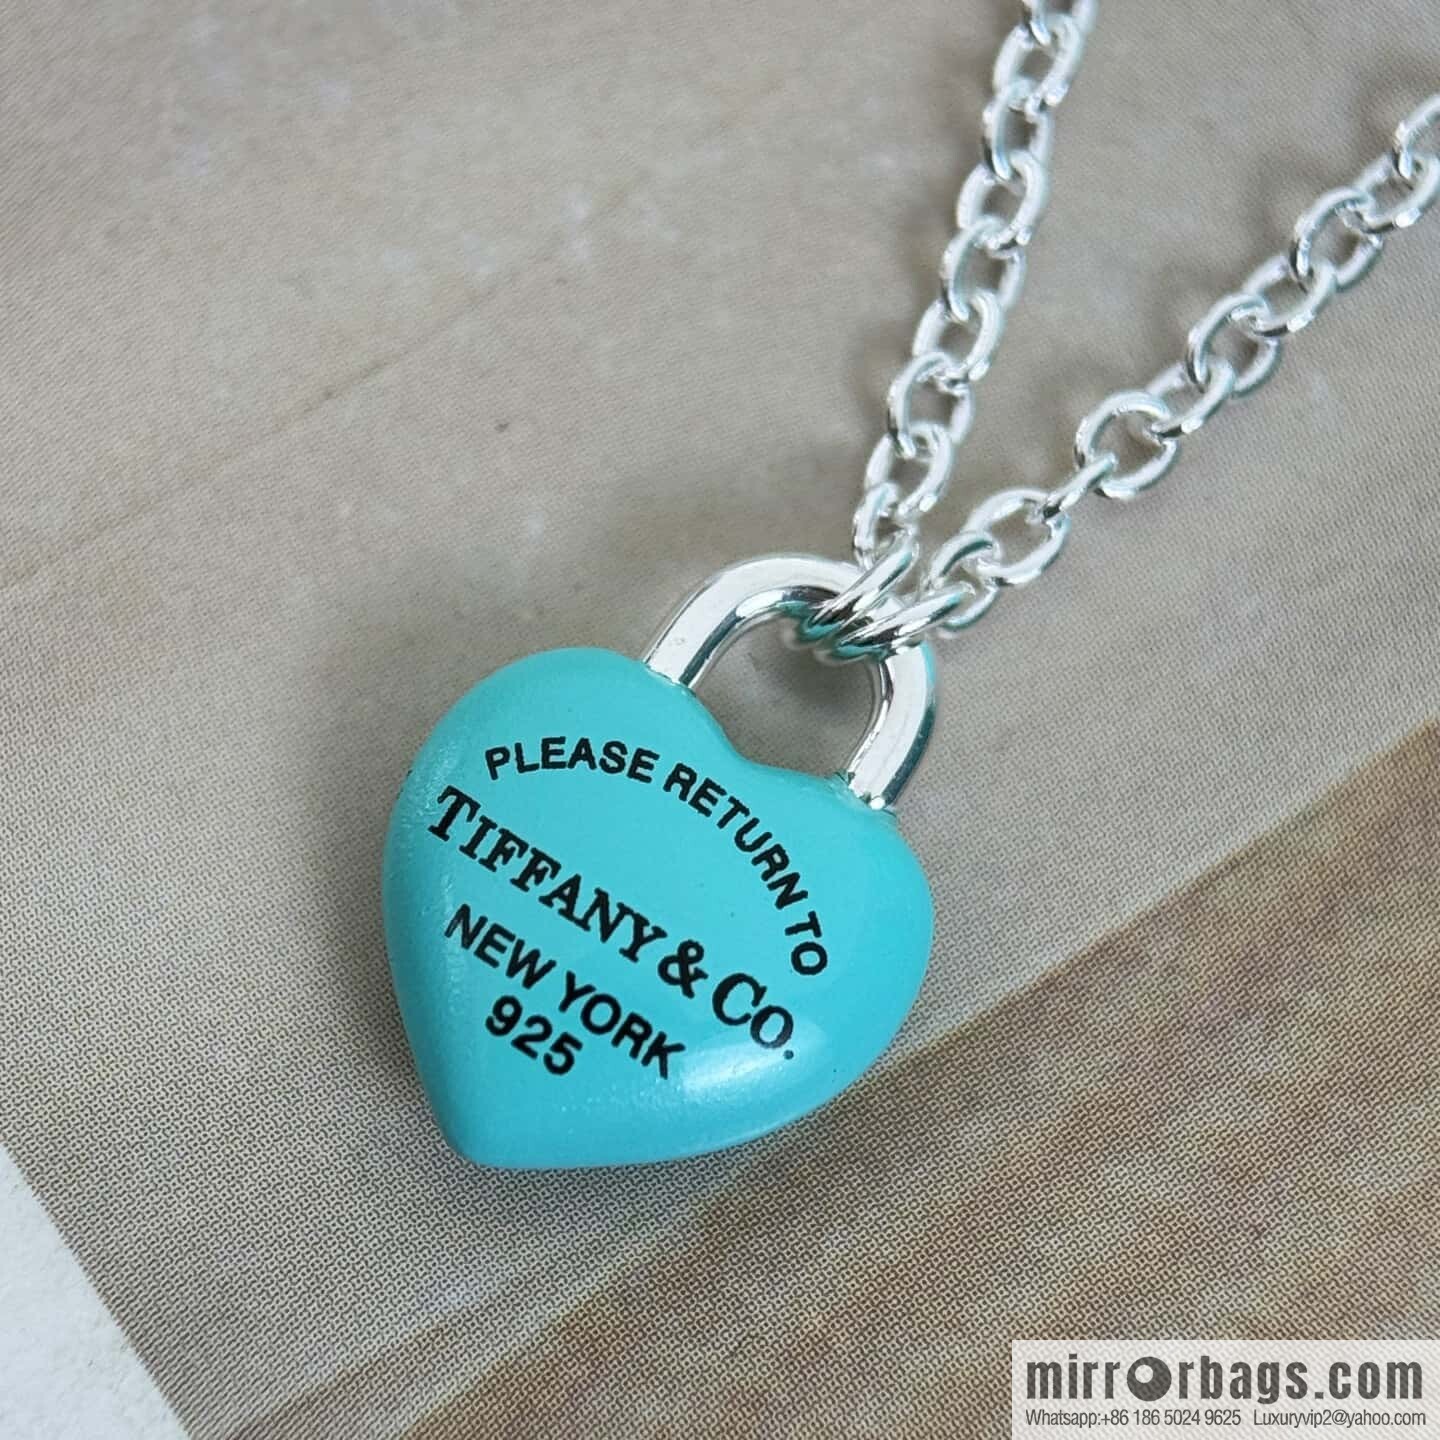 PLEASE RETURN TO
TIFFANY & CO.
NEW YORK
925
mirrorbags.com
Whatsapp:+86 186 5024 9625 Luxuryvip2@yahoo.com